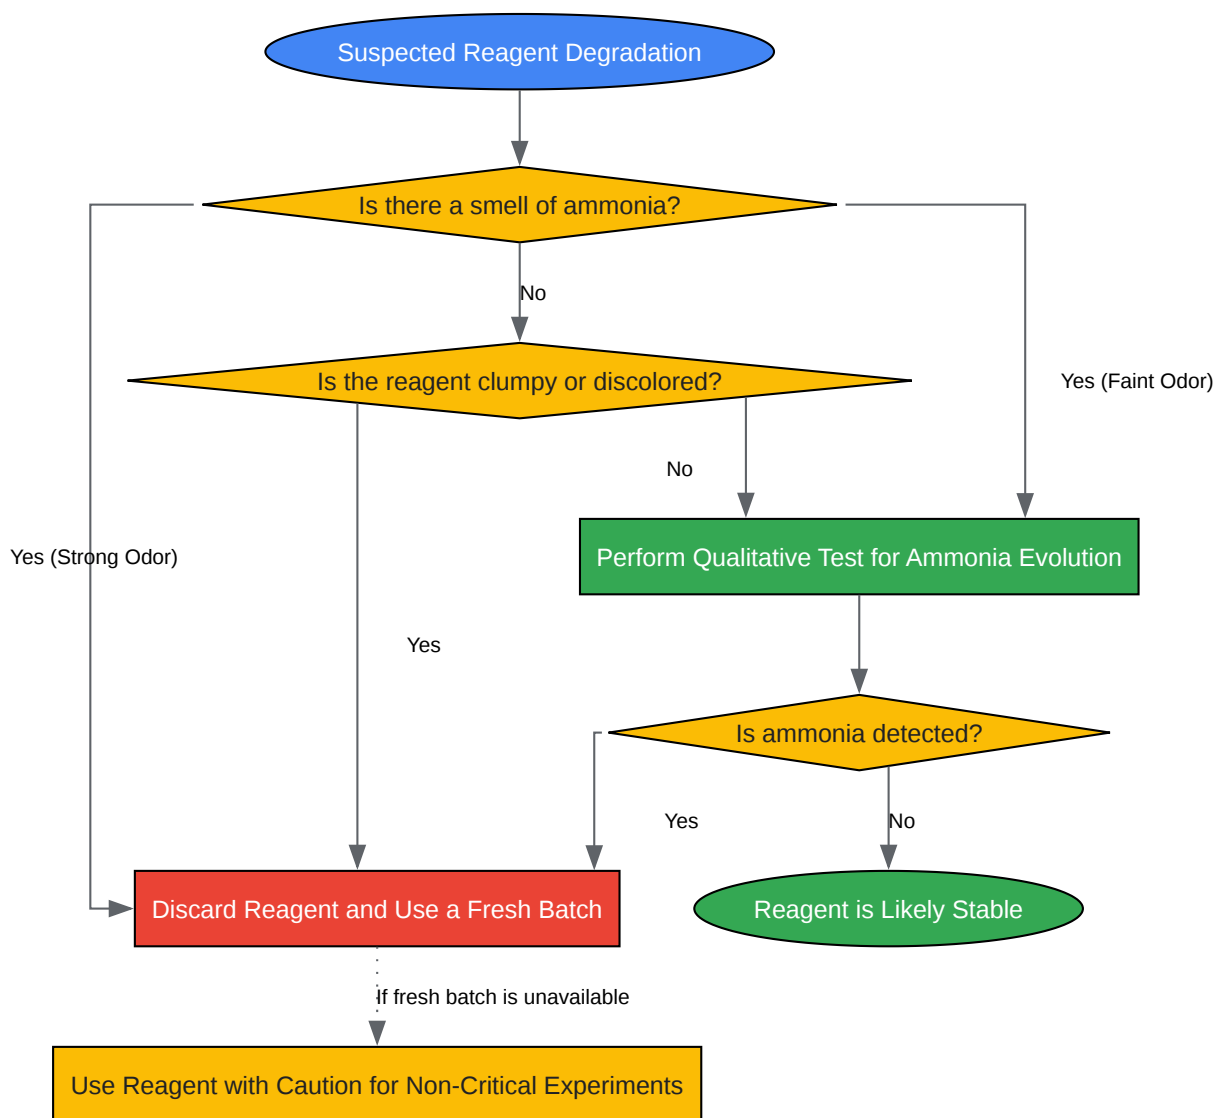 Suspected Reagent Degradation
Is there a smell of ammonia?
No
Is the reagent clumpy or discolored?
Yes (Faint Odor)
No
Yes (Strong Odor)
Perform Qualitative Test for Ammonia Evolution
Yes
Is ammonia detected?
Yes
No
Discard Reagent and Use a Fresh Batch
Reagent is Likely Stable
If fresh batch is unavailable
Use Reagent with Caution for Non-Critical Experiments